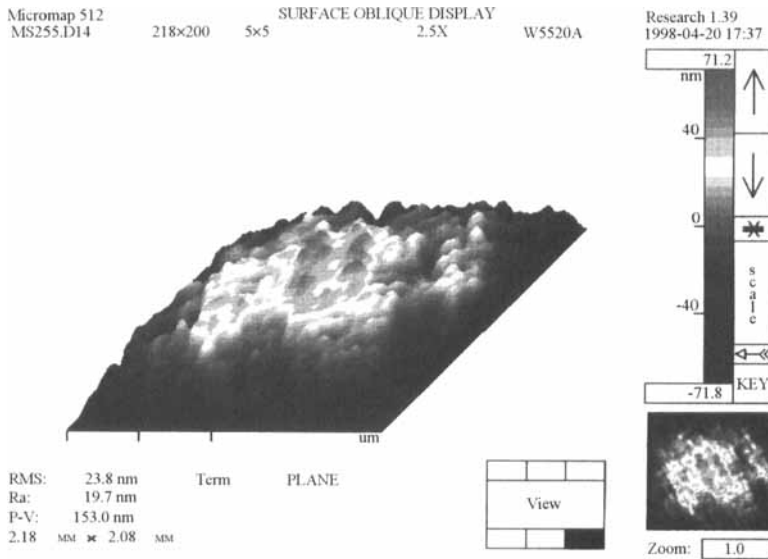 Micromap 512 SURFACE OBLIQUE DISPLAY Research 1.39
MS255.D14 218×200 5×5 2.5X W5520A 1998-04-20 17:37
71.2
nm
40
0
-40
-71.8
scale
KEY
um
RMS: 23.8 nm Term PLANE
Ra: 19.7 nm
P-V: 153.0 nm
2.18 MM × 2.08 MM
View
Zoom: 1.0